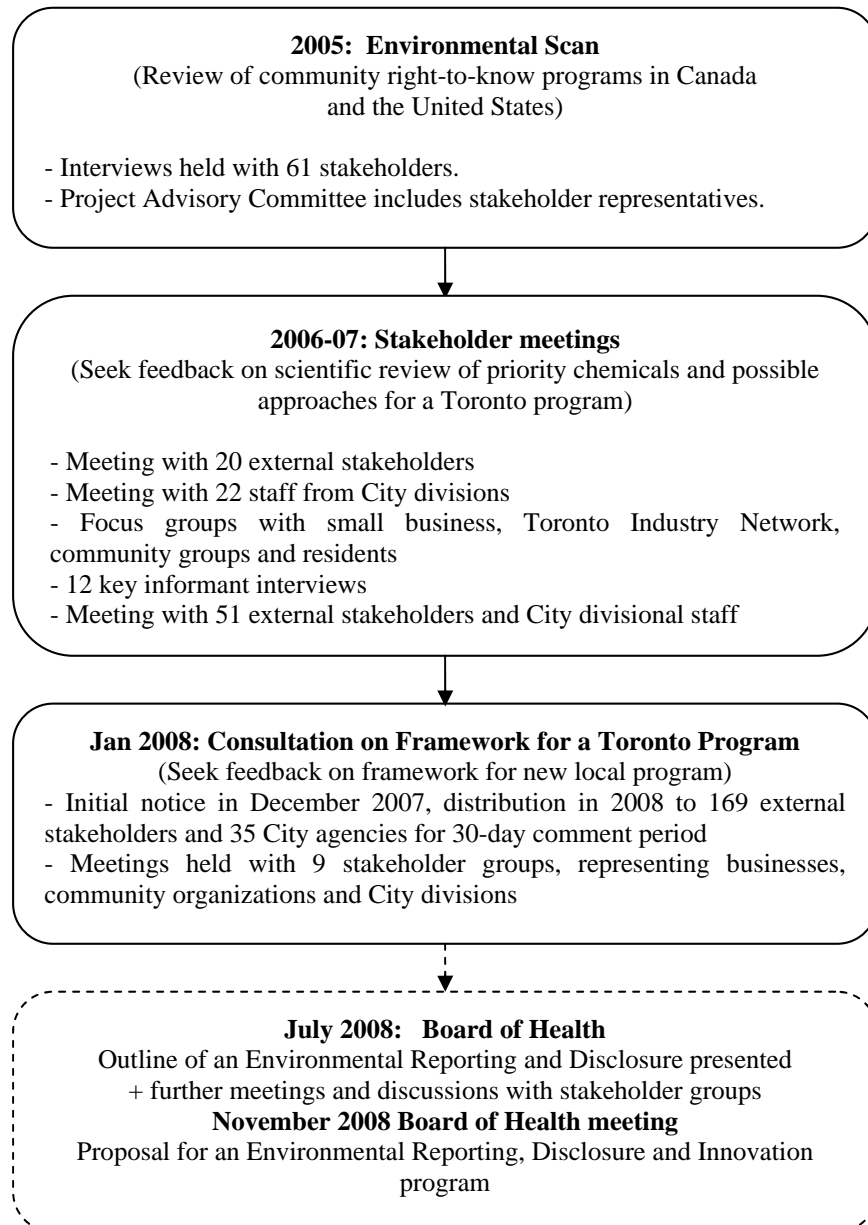 2005:  Environmental Scan
(Review of community right-to-know programs in Canada
and the United States)
- Interviews held with 61 stakeholders.
- Project Advisory Committee includes stakeholder representatives.
2006-07: Stakeholder meetings
(Seek feedback on scientific review of priority chemicals and possible
approaches for a Toronto program)
- Meeting with 20 external stakeholders
- Meeting with 22 staff from City divisions
- Focus groups with small business, Toronto Industry Network,
community groups and residents
- 12 key informant interviews
- Meeting with 51 external stakeholders and City divisional staff
Jan 2008: Consultation on Framework for a Toronto Program
(Seek feedback on framework for new local program)
- Initial notice in December 2007, distribution in 2008 to 169 external
stakeholders and 35 City agencies for 30-day comment period
- Meetings held with 9 stakeholder groups, representing businesses,
community organizations and City divisions
July 2008:   Board of Health
Outline of an Environmental Reporting and Disclosure presented
+ further meetings and discussions with stakeholder groups
November 2008 Board of Health meeting
Proposal for an Environmental Reporting, Disclosure and Innovation
program